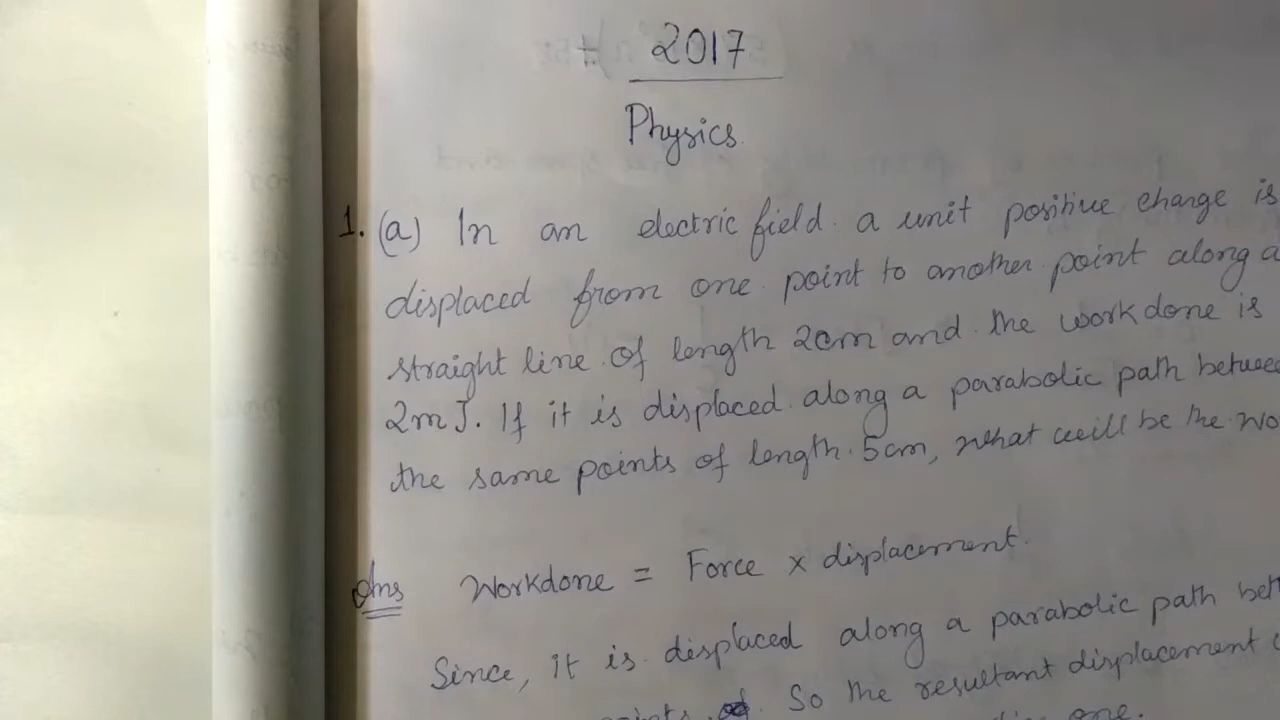 2017
Physics.
1. (a) In an electric field a unit positive charge is
displaced from one point to another point along a
straight line of length 2cm and the work done is
2mJ. If it is displaced along a parabolic path between
the same points of length 5cm, what will be the wo
Ans Workdone = Force x displacement.
Since, it is displaced along a parabolic path bet
So the resultant displacement
one.